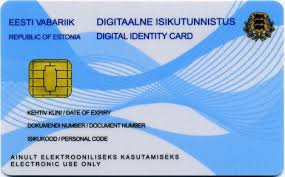 EESTI VABARIIK
DIGITAALNE ISIKUTUNNISTUS
REPUBLIC OF ESTONIA
DIGITAL IDENTITY CARD
KEHTIV KUNI / DATE OF EXPIRY
DOKUMENDI NUMBER / DOCUMENT NUMBER
ISIKUKOOD / PERSONAL CODE
AINULT ELEKTROONILISEKS KASUTAMISEKS
ELECTRONIC USE ONLY